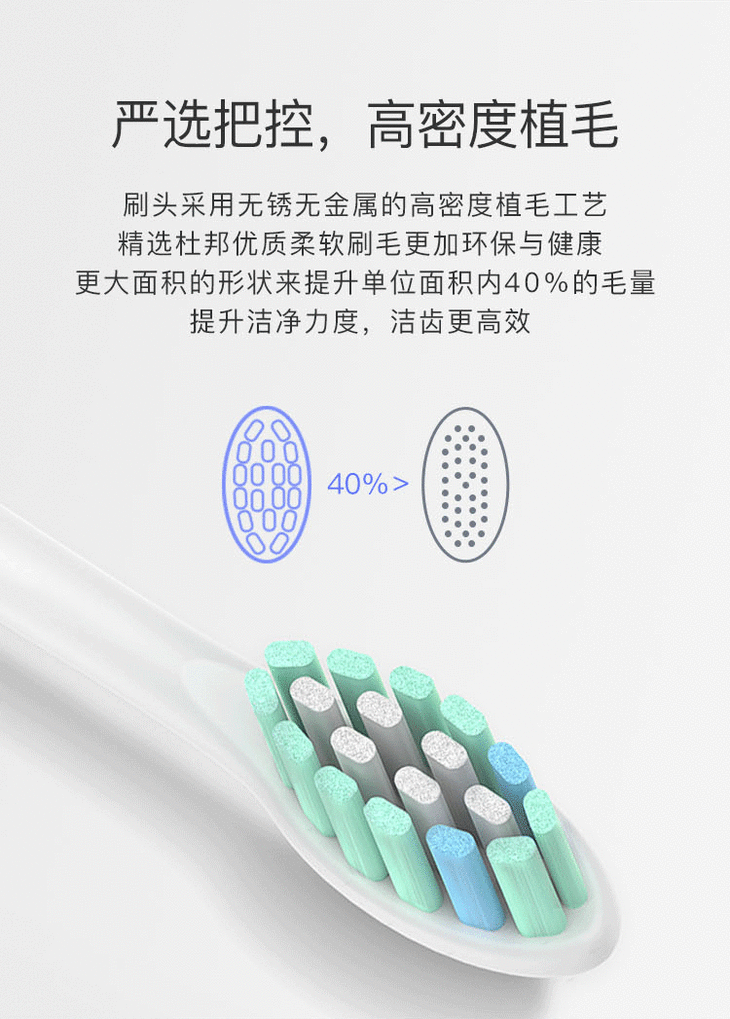 严选把控，高密度植毛
刷头采用无锈无金属的高密度植毛工艺
精选杜邦优质柔软刷毛更加环保与健康
更大面积的形状来提升单位面积内40%的毛量
提升洁净力度，洁齿更高效
40%>